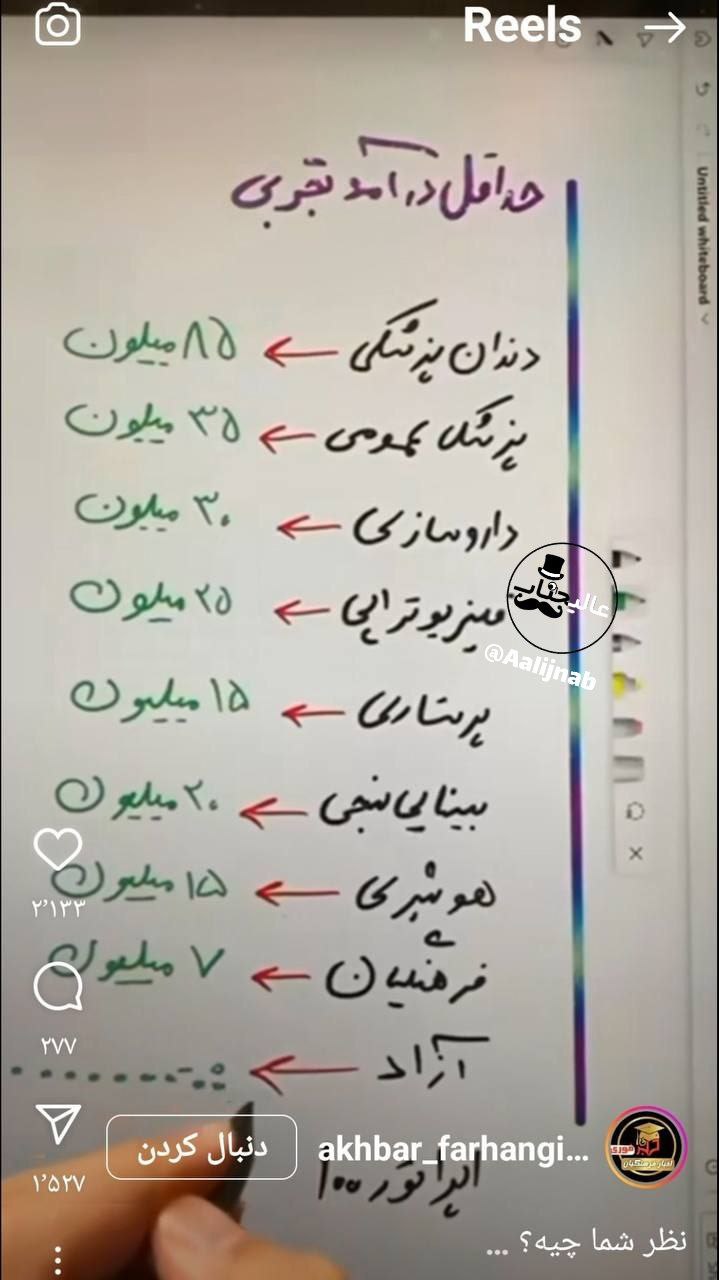 Reels
Untitled whiteboard
حداقل درآمد تجربی
دندان پزشکی ← ۸۵ میلیون
پزشک عمومی ← ۳۵ میلیون
داروسازی ← ۳۰ میلیون
فیزیوتراپی ← ۲۵ میلیون
عالیجناب
@Aalijnab
پرستاری ← ۱۵ میلیون
بینایی سنجی ← ۲۰ میلیون
هوشبری ← ۱۵ میلیون
فرهنگیان ← ۷ میلیون
آزاد ←
۲٬۱۳۳
۲۷۷
۱٬۵۲۷
akhbar_farhangi...
دنبال کردن
اپراتور ۱۰۰
نظر شما چیه؟ ...